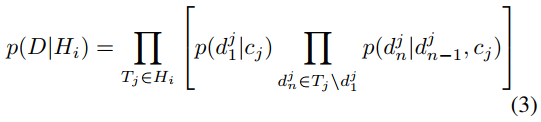 p(D|H_i) = \prod_{T_j \in H_i} \left[ p(d_1^j|c_j) \prod_{d_n^j \in T_j \setminus d_1^j} p(d_n^j|d_{n-1}^j, c_j) \right]
(3)